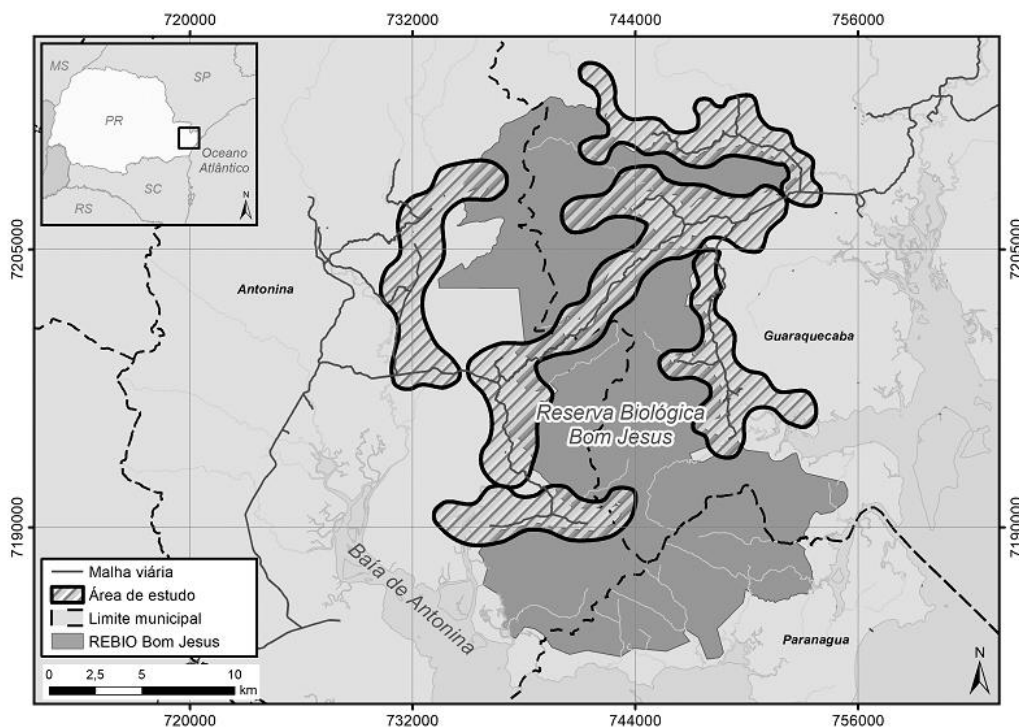 720000
732000
744000
756000
MS
SP
PR
Oceano
Atlântico
SC
RS
N
7205000
7205000
Antonina
Guaraquecaba
Reserva Biológica
Bom Jesus
7190000
7190000
Baía de Antonina
Paranagua
Malha viária
Área de estudo
Limite municipal
REBIO Bom Jesus
0 2,5 5 10
km
N
720000
732000
744000
756000